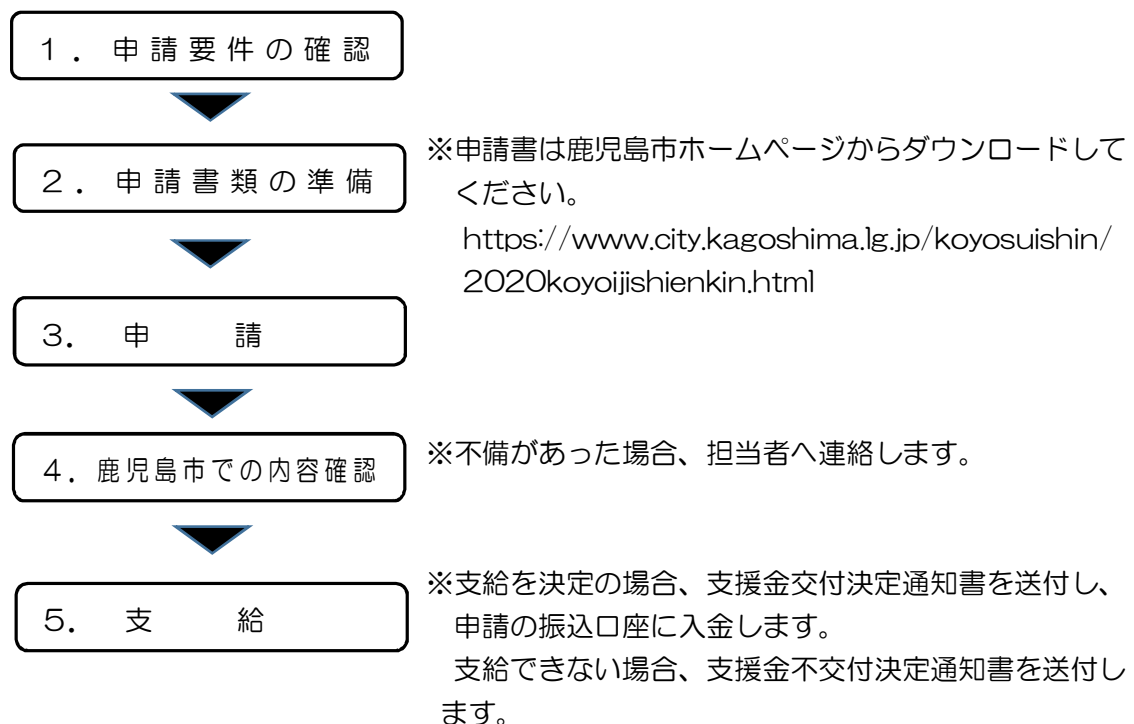 １．申請要件の確認
２．申請書類の準備
※申請書は鹿児島市ホームページからダウンロードして
ください。
https://www.city.kagoshima.lg.jp/koyosuishin/
2020koyoijishienkin.html
３．申　　請
４．鹿児島市での内容確認
※不備があった場合、担当者へ連絡します。
５．支　　給
※支給を決定の場合、支援金交付決定通知書を送付し、
申請の振込口座に入金します。
支給できない場合、支援金不交付決定通知書を送付し
ます。